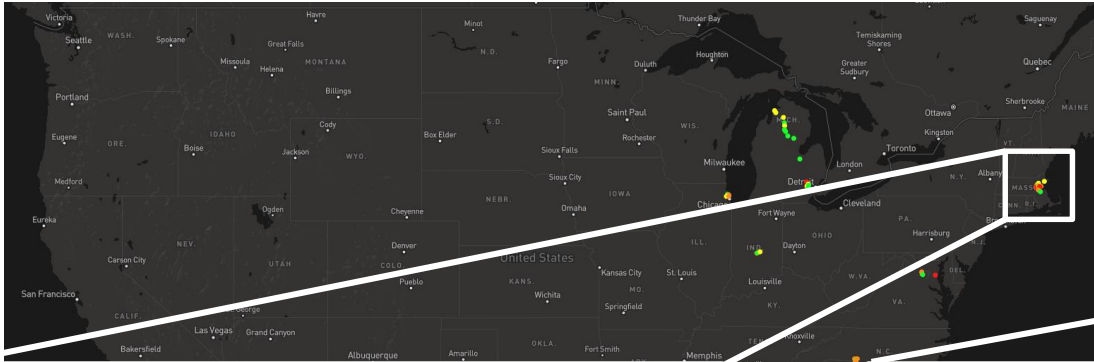 Victoria
Seattle
WASH.
Spokane
Havre
Great Falls
Missoula
MONTANA
Helena
Billings
Minot
N.D.
Fargo
Duluth
MINN.
Thunder Bay
Houghton
Temiskaming
Shores
Greater
Sudbury
Saguenay
Quebec
Sherbrooke
MAINE
Ottawa
Kingston
Toronto
Portland
Eugene
ORE.
IDAHO
Boise
Cody
Jackson
WYO.
Box Elder
S.D.
Saint Paul
Rochester
Sioux Falls
WIS.
MICH.
Milwaukee
London
VT.
N.Y.
Albany
MASS.
CONN.
R.I.
Medford
Eureka
Ogden
Cheyenne
Sioux City
NEBR.
IOWA
Omaha
Chicago
Detroit
Fort Wayne
Cleveland
PA.
Harrisburg
N.J.
NEV.
Carson City
UTAH
Denver
COLO.
Pueblo
United States
KANS.
Kansas City
MO.
ILL.
St. Louis
IND.
Dayton
OHIO
Louisville
KY.
W.VA
VA.
DEL.
San Francisco
CALIF.
St. George
Las Vegas
Grand Canyon
Bakersfield
Albuquerque
Amarillo
Wichita
OKLA.
Springfield
Fort Smith
Memphis
TEN
Knoxville
N.C.